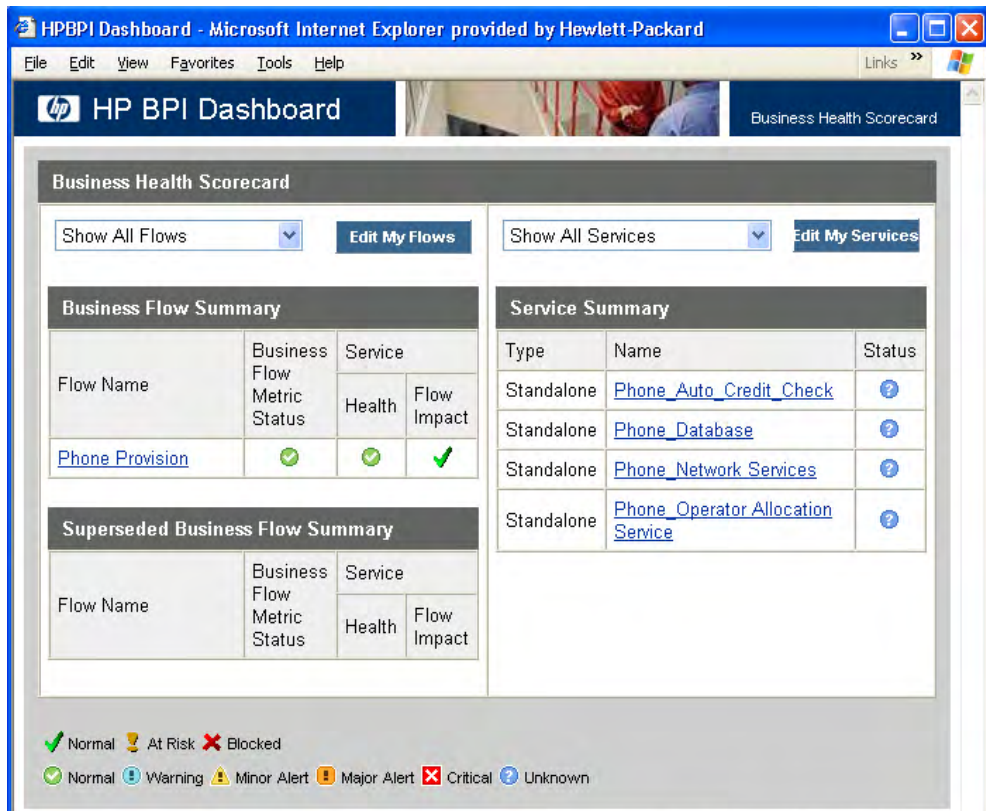 HPBPI Dashboard - Microsoft Internet Explorer provided by Hewlett-Packard
File Edit View Favorites Tools Help Links »
hp HP BPI Dashboard
Business Health Scorecard
Business Health Scorecard
Show All Flows Edit My Flows
Show All Services Edit My Services
Business Flow Summary
Flow Name
Business Flow Metric Status
Service
Health
Flow Impact
Phone Provision
Superseded Business Flow Summary
Flow Name
Business Flow Metric Status
Service
Health
Flow Impact
Service Summary
Type Name Status
Standalone Phone_Auto_Credit_Check ?
Standalone Phone_Database ?
Standalone Phone_Network Services ?
Standalone Phone_Operator Allocation Service ?
Normal ! At Risk Blocked
Normal ! Warning ! Minor Alert ! Major Alert Critical ? Unknown